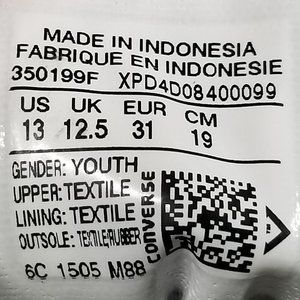 MADE IN INDONESIA
FABRIQUE EN INDONESIE
350199F XPD4D08400099
US UK EUR CM
13 12.5 31 19
GENDER: YOUTH
UPPER: TEXTILE
LINING: TEXTILE
OUTSOLE: TEXTILE/RUBBER
6C 1505 M88
CONVERSE